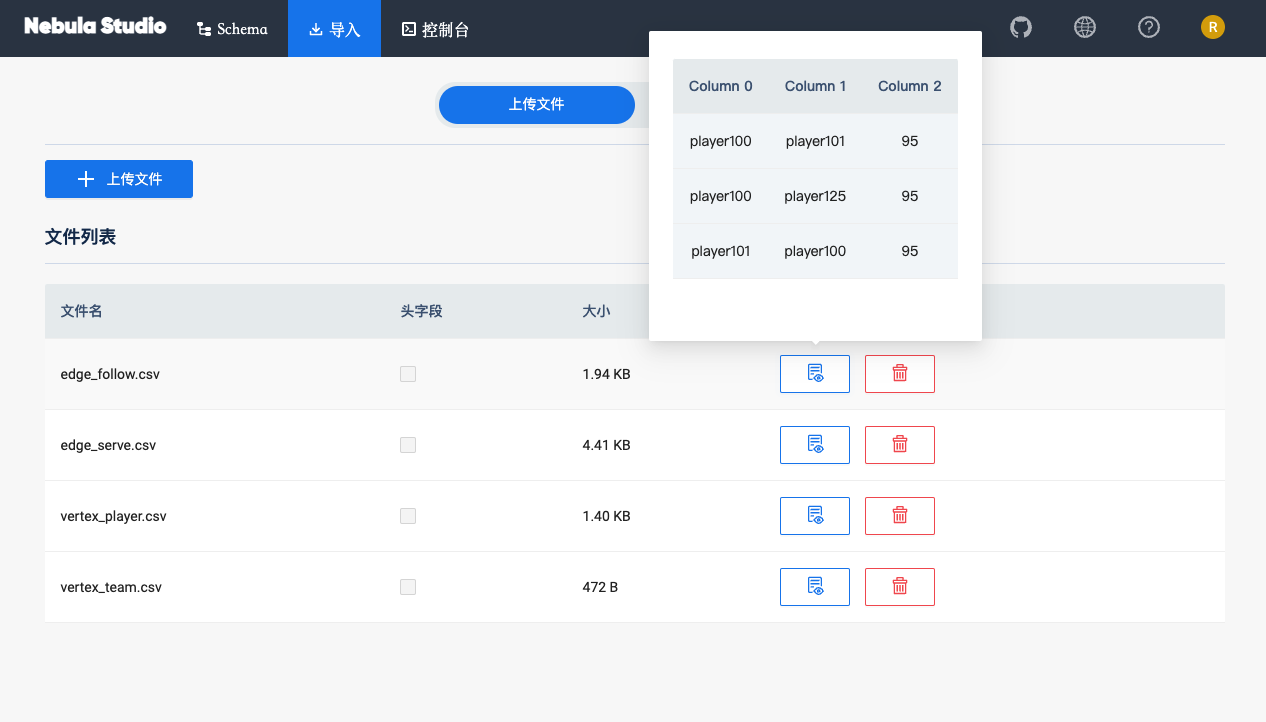 Nebula Studio
Schema
导入
控制台
R
上传文件
Column 0 Column 1 Column 2
player100 player101 95
player100 player125 95
player101 player100 95
上传文件
文件列表
文件名 头字段 大小
edge_follow.csv 1.94 KB
edge_serve.csv 4.41 KB
vertex_player.csv 1.40 KB
vertex_team.csv 472 B